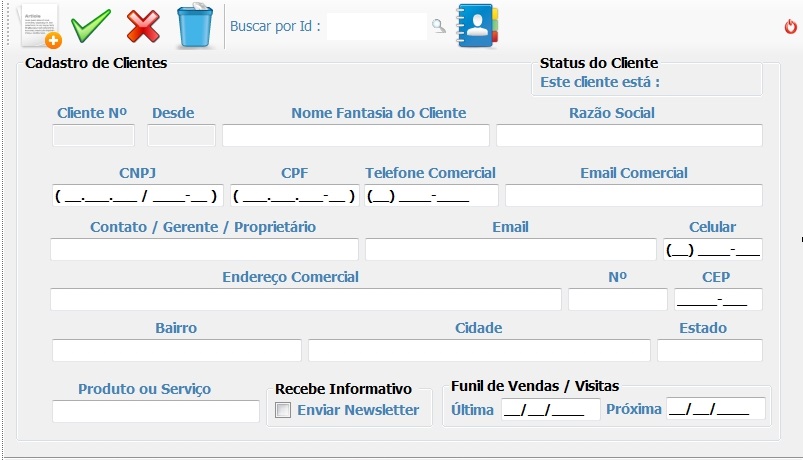 Buscar por Id :
Cadastro de Clientes
Status do Cliente
Este cliente está :
Cliente Nº Desde Nome Fantasia do Cliente Razão Social
CNPJ CPF Telefone Comercial Email Comercial
( __.___.___ / ____-__ ) ( ___.___.___-__ ) (__) ____-____
Contato / Gerente / Proprietário Email Celular
(__) ____-___
Endereço Comercial Nº CEP
_____-___
Bairro Cidade Estado
Produto ou Serviço Recebe Informativo Funil de Vendas / Visitas
Enviar Newsletter Última __/__/____ Próxima __/__/____